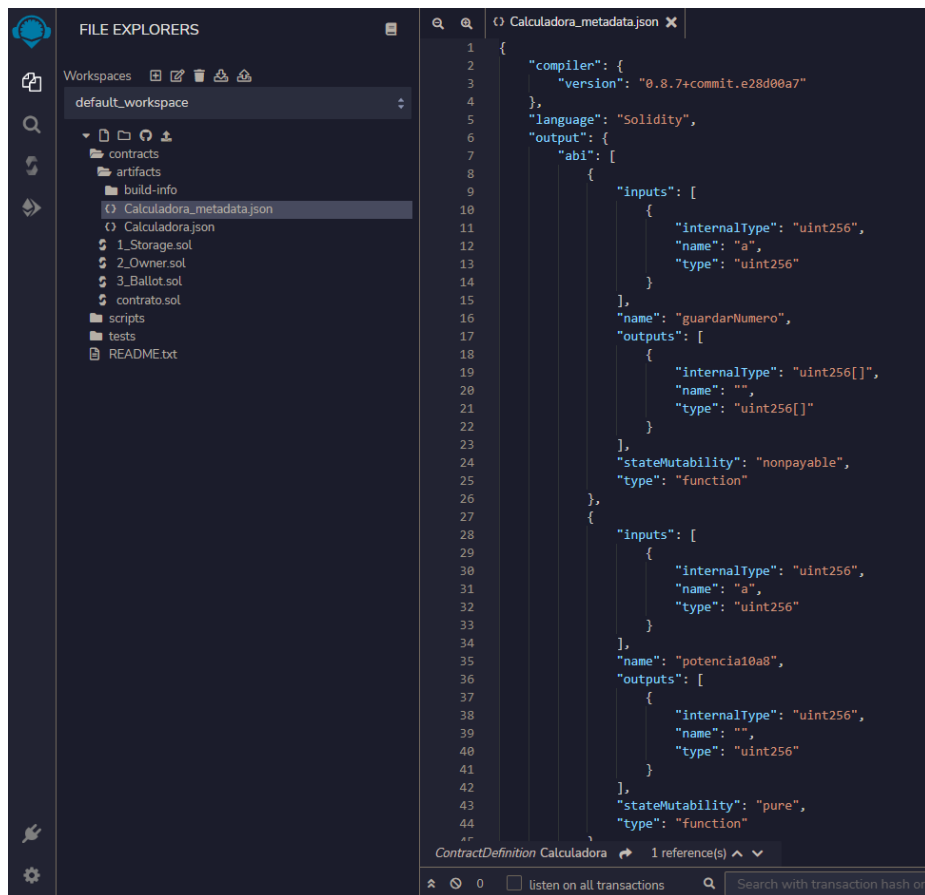 FILE EXPLORERS
Workspaces
default_workspace
contracts
artifacts
build-info
Calculadora_metadata.json
Calculadora.json
1_Storage.sol
2_Owner.sol
3_Ballot.sol
contrato.sol
scripts
tests
README.txt
Calculadora_metadata.json
1 {
2 "compiler": {
3 "version": "0.8.7+commit.e28d00a7"
4 },
5 "language": "Solidity",
6 "output": {
7 "abi": [
8 {
9 "inputs": [
10 {
11 "internalType": "uint256",
12 "name": "a",
13 "type": "uint256"
14 }
15 ],
16 "name": "guardarNumero",
17 "outputs": [
18 {
19 "internalType": "uint256[]",
20 "name": "",
21 "type": "uint256[]"
22 }
23 ],
24 "stateMutability": "nonpayable",
25 "type": "function"
26 },
27 {
28 "inputs": [
29 {
30 "internalType": "uint256",
31 "name": "a",
32 "type": "uint256"
33 }
34 ],
35 "name": "potencia10a8",
36 "outputs": [
37 {
38 "internalType": "uint256",
39 "name": "",
40 "type": "uint256"
41 }
42 ],
43 "stateMutability": "pure",
44 "type": "function"
ContractDefinition Calculadora 1 reference(s)
0 listen on all transactions Search with transaction hash or